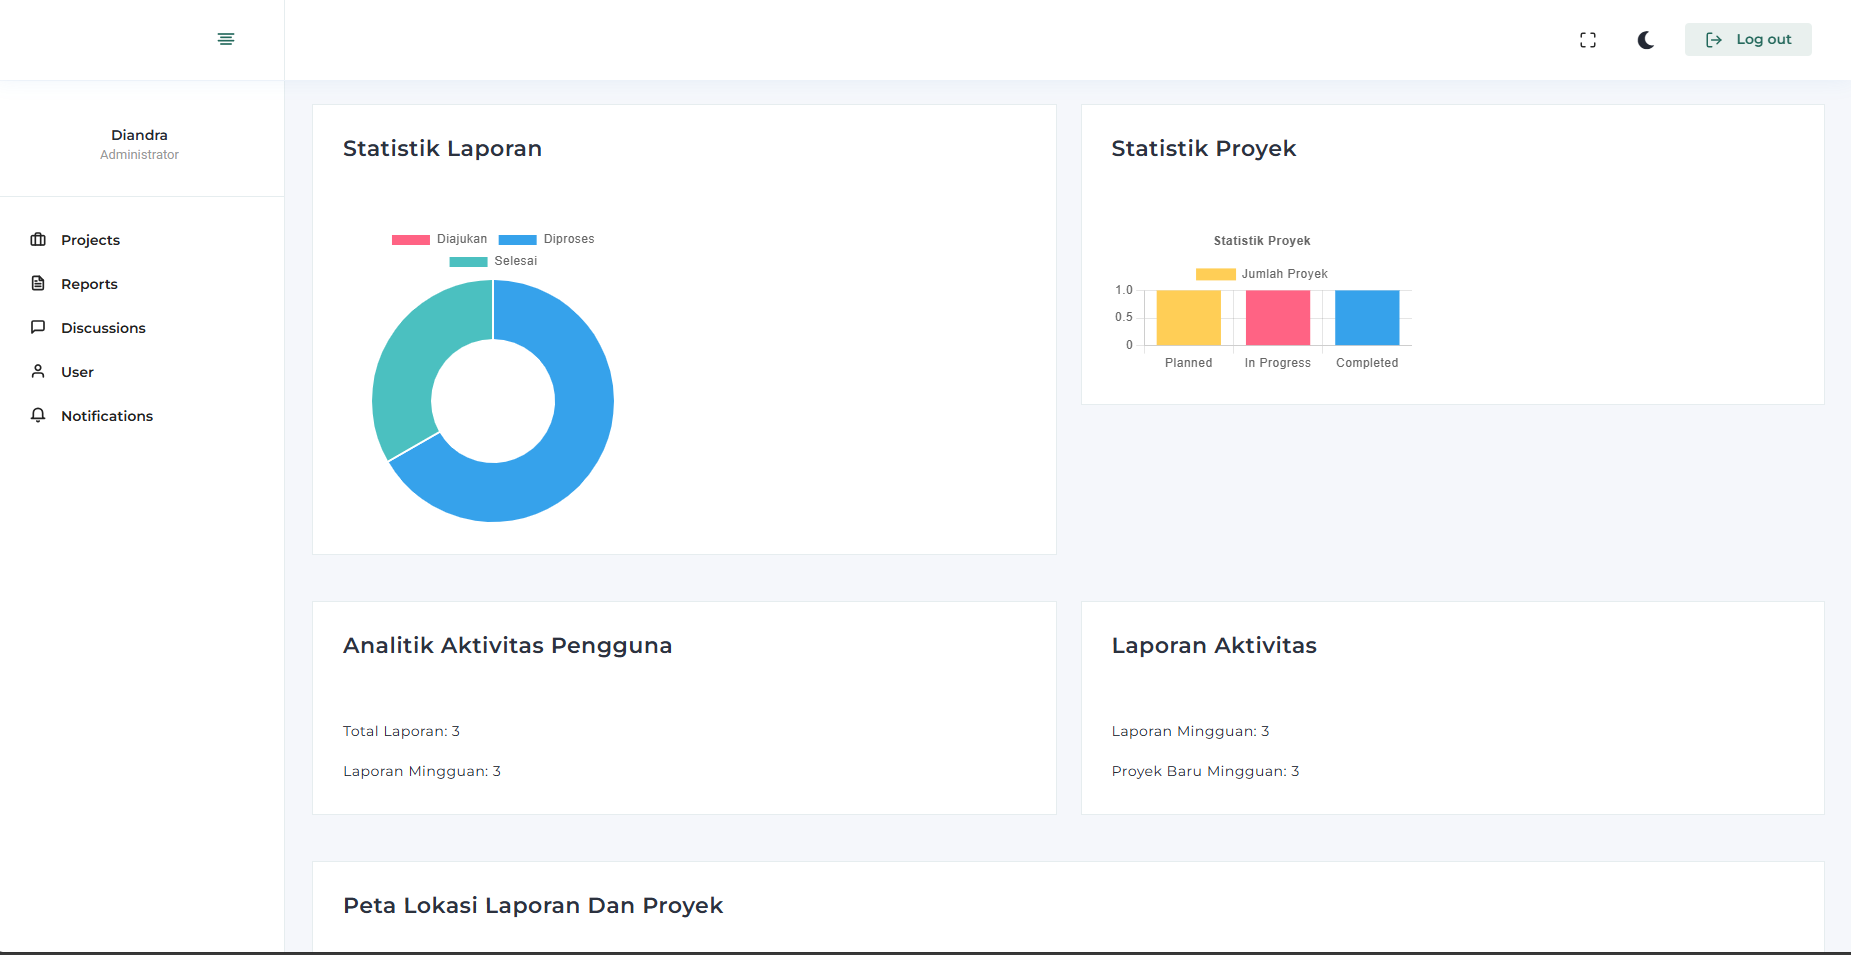 Log out
Diandra
Administrator
Projects
Reports
Discussions
User
Notifications
Statistik Laporan
Diajukan Diproses
Selesai
Statistik Proyek
Statistik Proyek
Jumlah Proyek
1.0
0.5
0
Planned In Progress Completed
Analitik Aktivitas Pengguna
Total Laporan: 3
Laporan Mingguan: 3
Laporan Aktivitas
Laporan Mingguan: 3
Proyek Baru Mingguan: 3
Peta Lokasi Laporan Dan Proyek